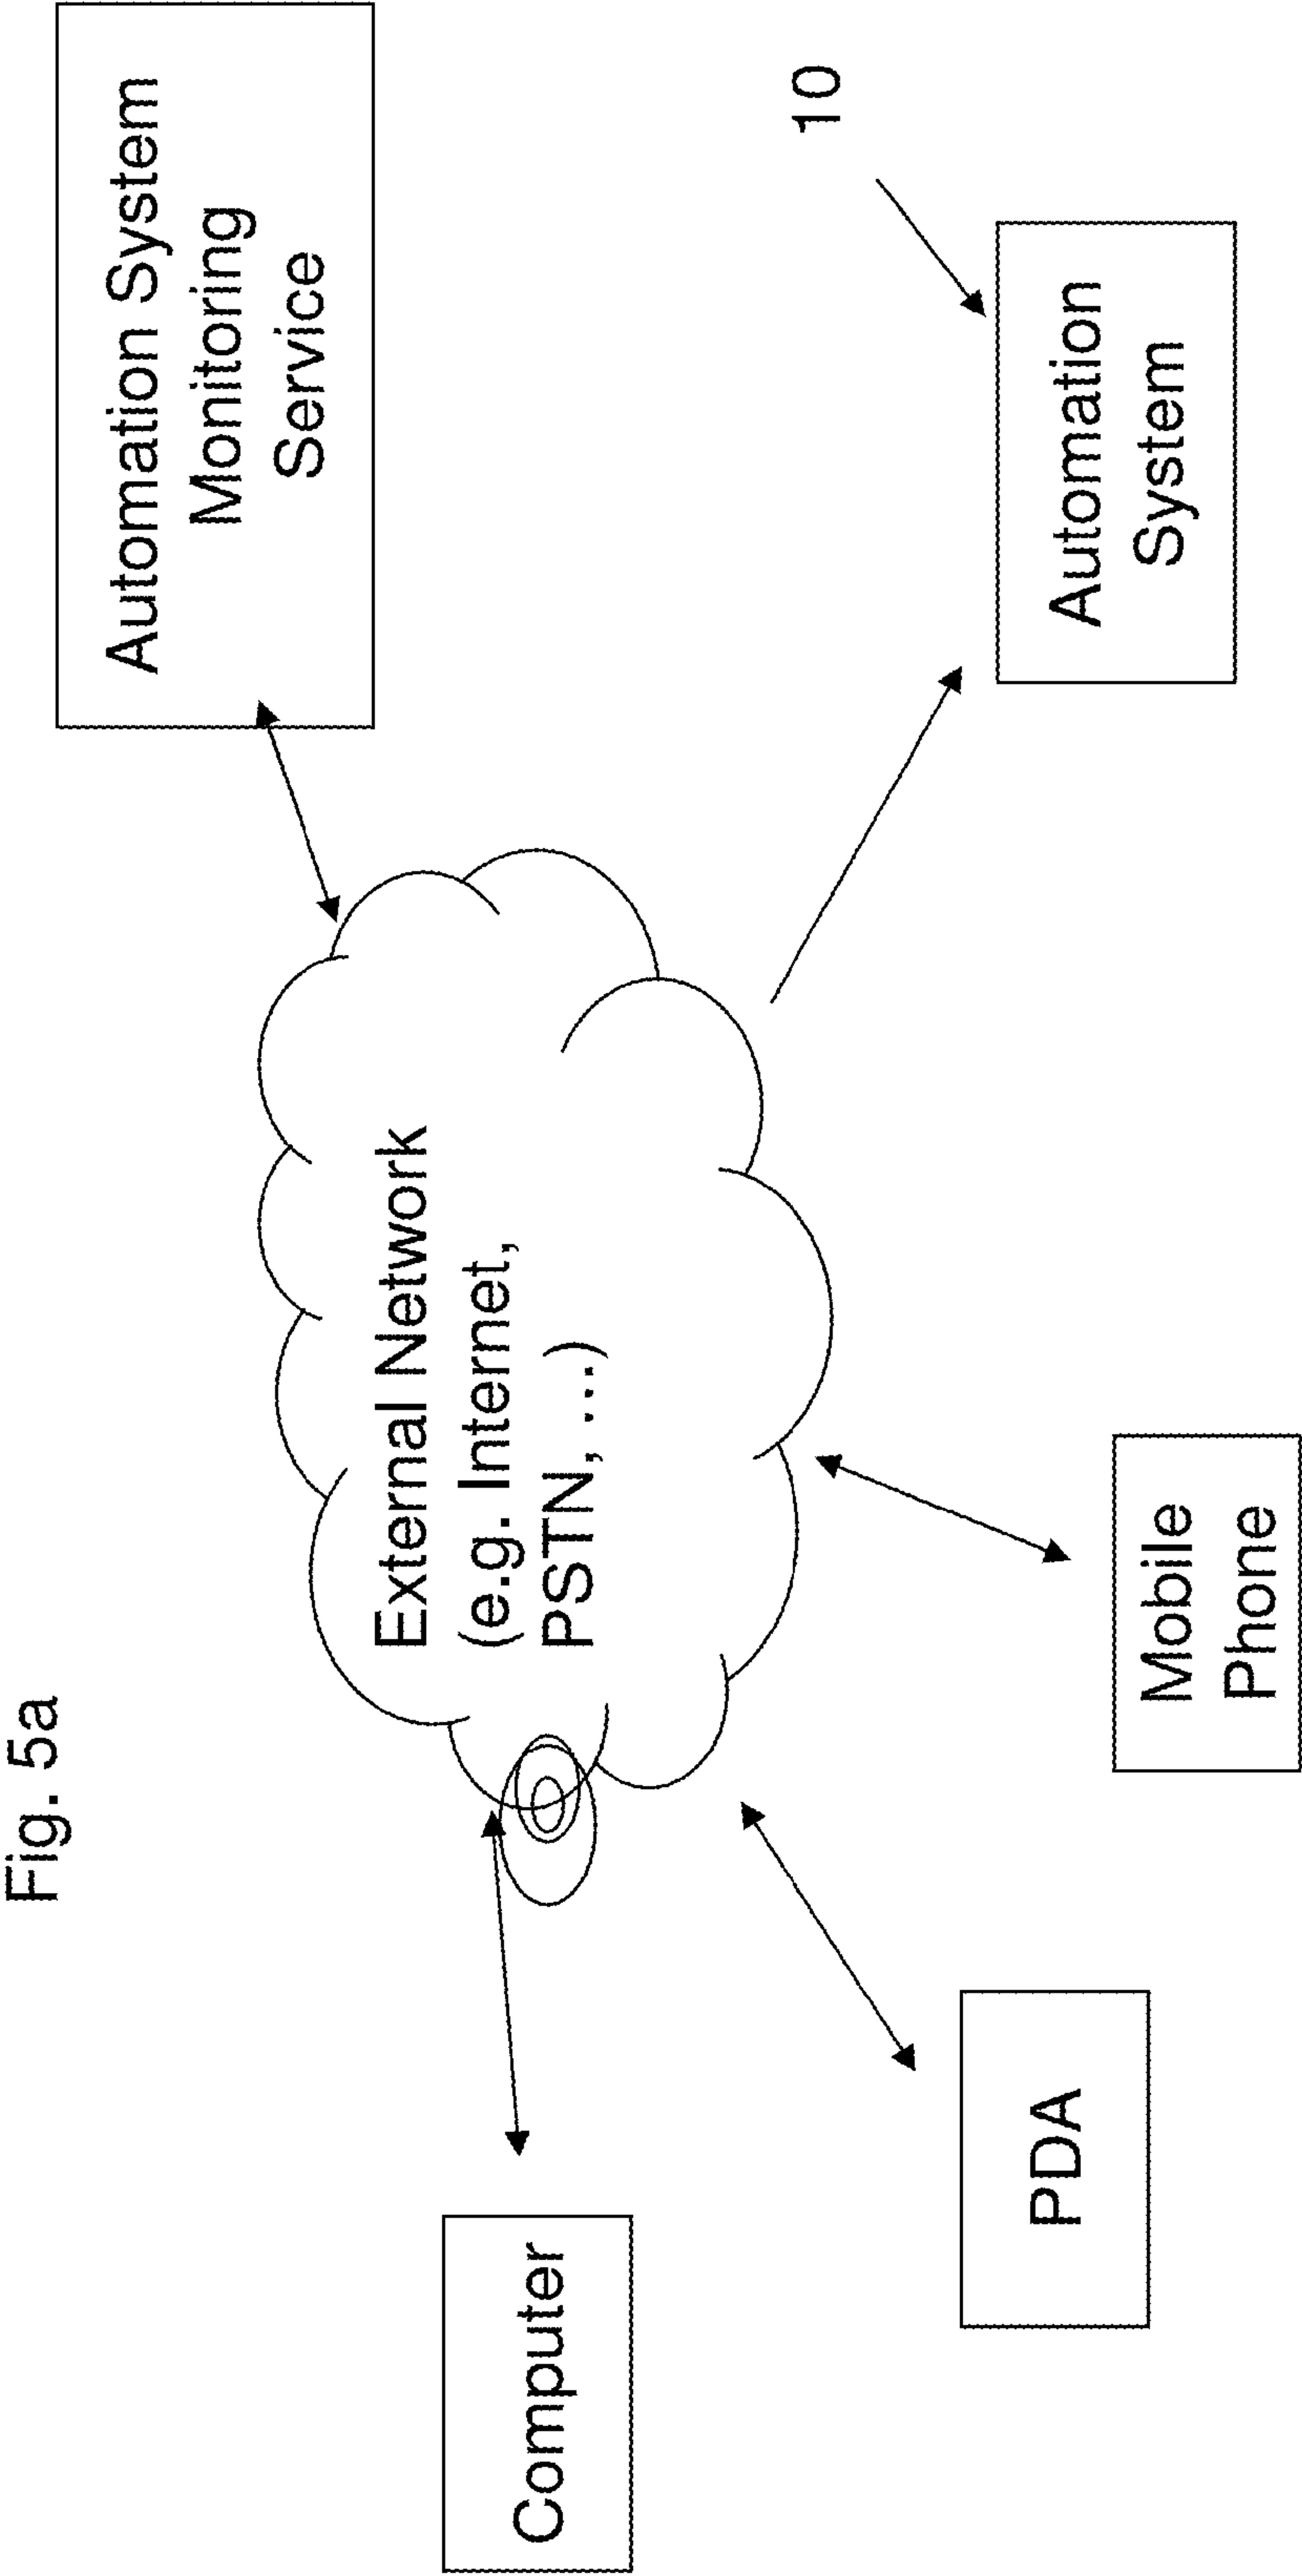 Fig. 5a
Automation System
Monitoring
Service
External Network
(e.g. Internet,
PSTN, ...)
Computer
PDA
Mobile
Phone
Automation
System
10